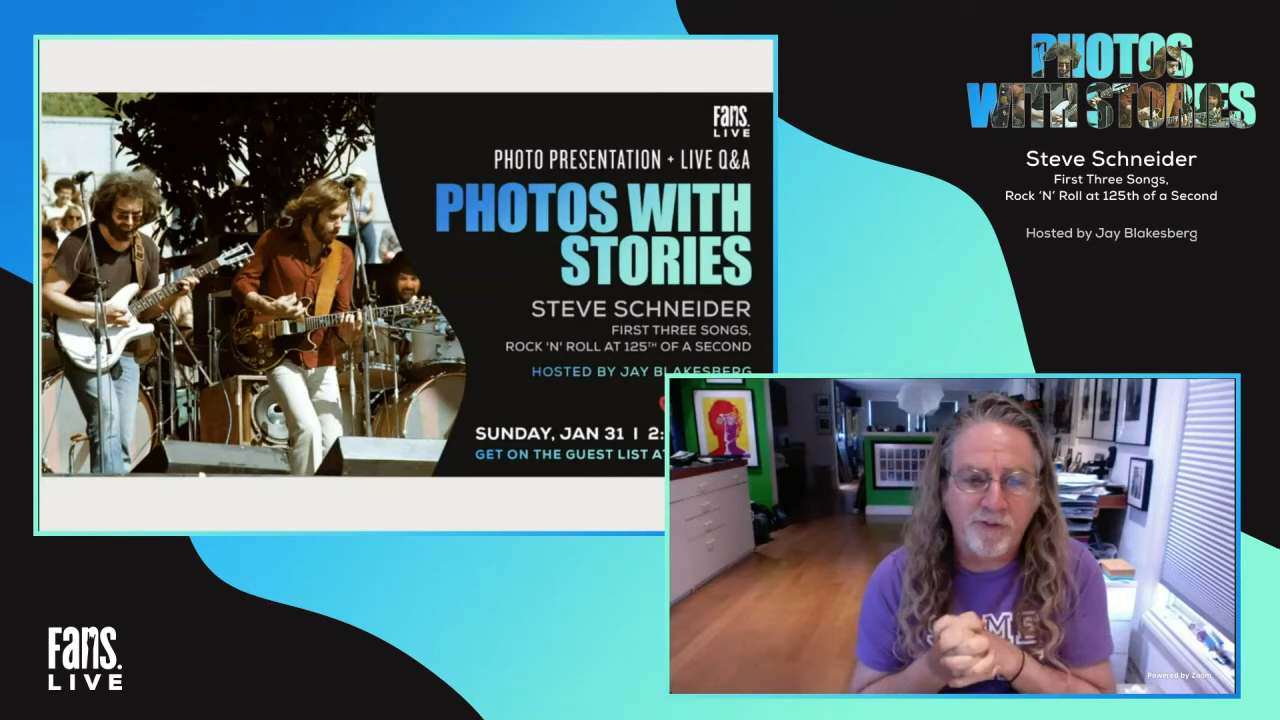 FANS.
LIVE
PHOTO PRESENTATION + LIVE Q&A
PHOTOS WITH
STORIES
STEVE SCHNEIDER
FIRST THREE SONGS,
ROCK 'N' ROLL AT 125TH OF A SECOND
HOSTED BY JAY BLAKESBERG
SUNDAY, JAN 31 | 2:
GET ON THE GUEST LIST AT
PHOTOS
WITH STORIES
Steve Schneider
First Three Songs,
Rock ‘N’ Roll at 125th of a Second
Hosted by Jay Blakesberg
Powered by Zoom
FANS.
LIVE